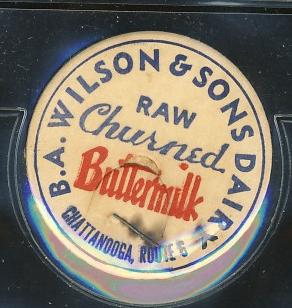 B.A. WILSON & SONS DAIRY
RAW
Churned
Buttermilk
CHATTANOOGA, ROUTE 6